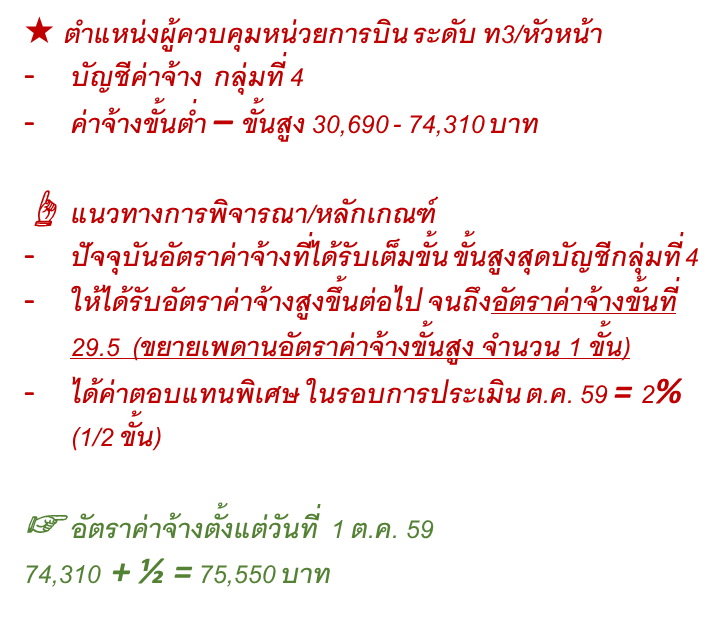 ★ ตำแหน่งผู้ควบคุมหน่วยการบิน ระดับ ท3/หัวหน้า
- บัญชีค่าจ้าง กลุ่มที่ 4
- ค่าจ้างขั้นต่ำ – ขั้นสูง 30,690 - 74,310 บาท
☝ แนวทางการพิจารณา/หลักเกณฑ์
- ปัจจุบันอัตราค่าจ้างที่ได้รับเต็มขั้น ขั้นสูงสุดบัญชีกลุ่มที่ 4
- ให้ได้รับอัตราค่าจ้างสูงขึ้นต่อไป จนถึงอัตราค่าจ้างขั้นที่
29.5 (ขยายเพดานอัตราค่าจ้างขั้นสูง จำนวน 1 ขั้น)
- ได้ค่าตอบแทนพิเศษ ในรอบการประเมิน ต.ค. 59 = 2%
(1/2 ขั้น)
☞ อัตราค่าจ้างตั้งแต่วันที่ 1 ต.ค. 59
74,310 + ½ = 75,550 บาท